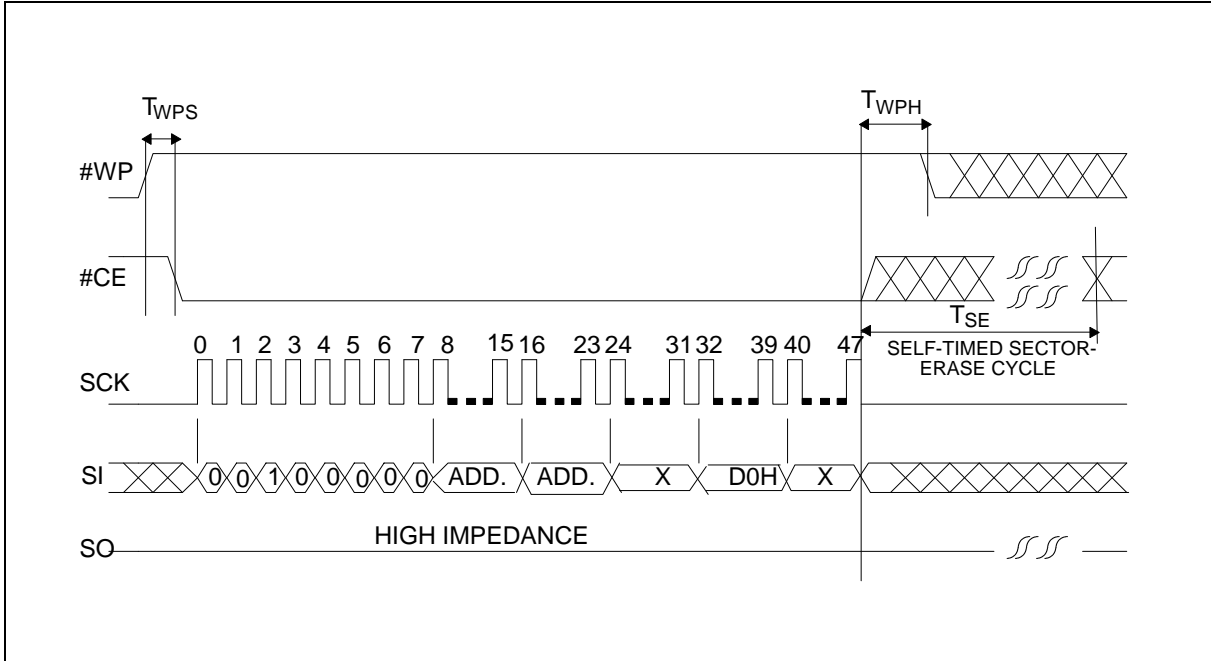 TWPS
TWPH
#WP
#CE
TSE
0 1 2 3 4 5 6 7 8 15 16 23 24 31 32 39 40 47
SELF-TIMED SECTOR-
ERASE CYCLE
SCK
SI 0 0 1 0 0 0 0 0 ADD. ADD. X D0H X
HIGH IMPEDANCE
SO